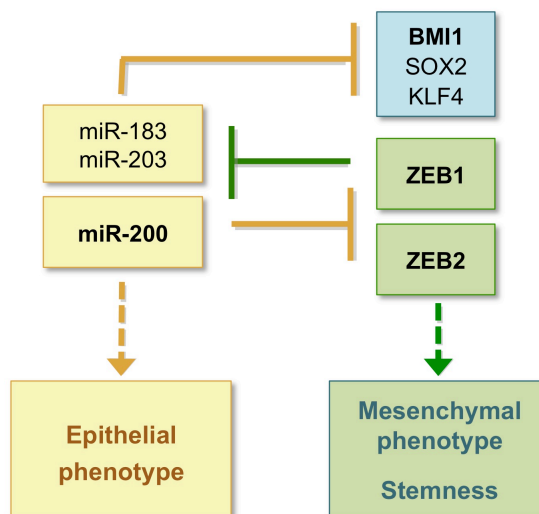 BMI1
SOX2
KLF4
miR-183
miR-203
ZEB1
miR-200
ZEB2
Epithelial
phenotype
Mesenchymal
phenotype
Stemness